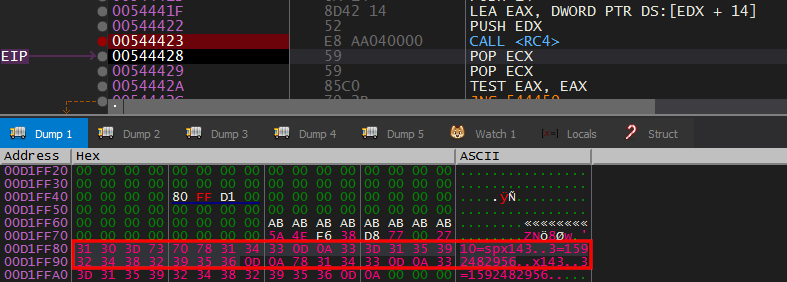 0054441F 8D42 14 LEA EAX, DWORD PTR DS:[EDX + 14]
00544422 52 PUSH EDX
00544423 E8 AA040000 CALL <RC4>
EIP 00544428 59 POP ECX
00544429 59 POP ECX
0054442A 85C0 TEST EAX, EAX
Dump 1 Dump 2 Dump 3 Dump 4 Dump 5 Watch 1 [x=] Locals Struct
Address Hex ASCII
00D1FF20 00 00 00 00 00 00 00 00 00 00 00 00 00 00 00 00 ................
00D1FF30 00 00 00 00 00 00 00 00 00 00 00 00 00 00 00 00 ................
00D1FF40 00 00 00 00 80 FF D1 00 00 00 00 00 00 00 00 00 .....ÿÑ.........
00D1FF50 00 00 00 00 00 00 00 00 00 00 00 00 00 00 00 00 ................
00D1FF60 00 00 00 00 00 00 00 00 AB AB AB AB AB AB AB AB ........««««««««
00D1FF70 00 00 00 00 00 00 00 00 5A 4E F6 38 D8 77 00 27 ........ZNö8Øw.'
00D1FF80 31 30 3D 73 70 78 31 34 33 0D 0A 33 3D 31 35 39 10=spx143..3=159
00D1FF90 32 34 38 32 39 35 36 0D 0A 78 31 34 33 0D 0A 33 2482956..x143..3
00D1FFA0 3D 31 35 39 32 34 38 32 39 35 36 0D 0A 00 00 00 =1592482956.....